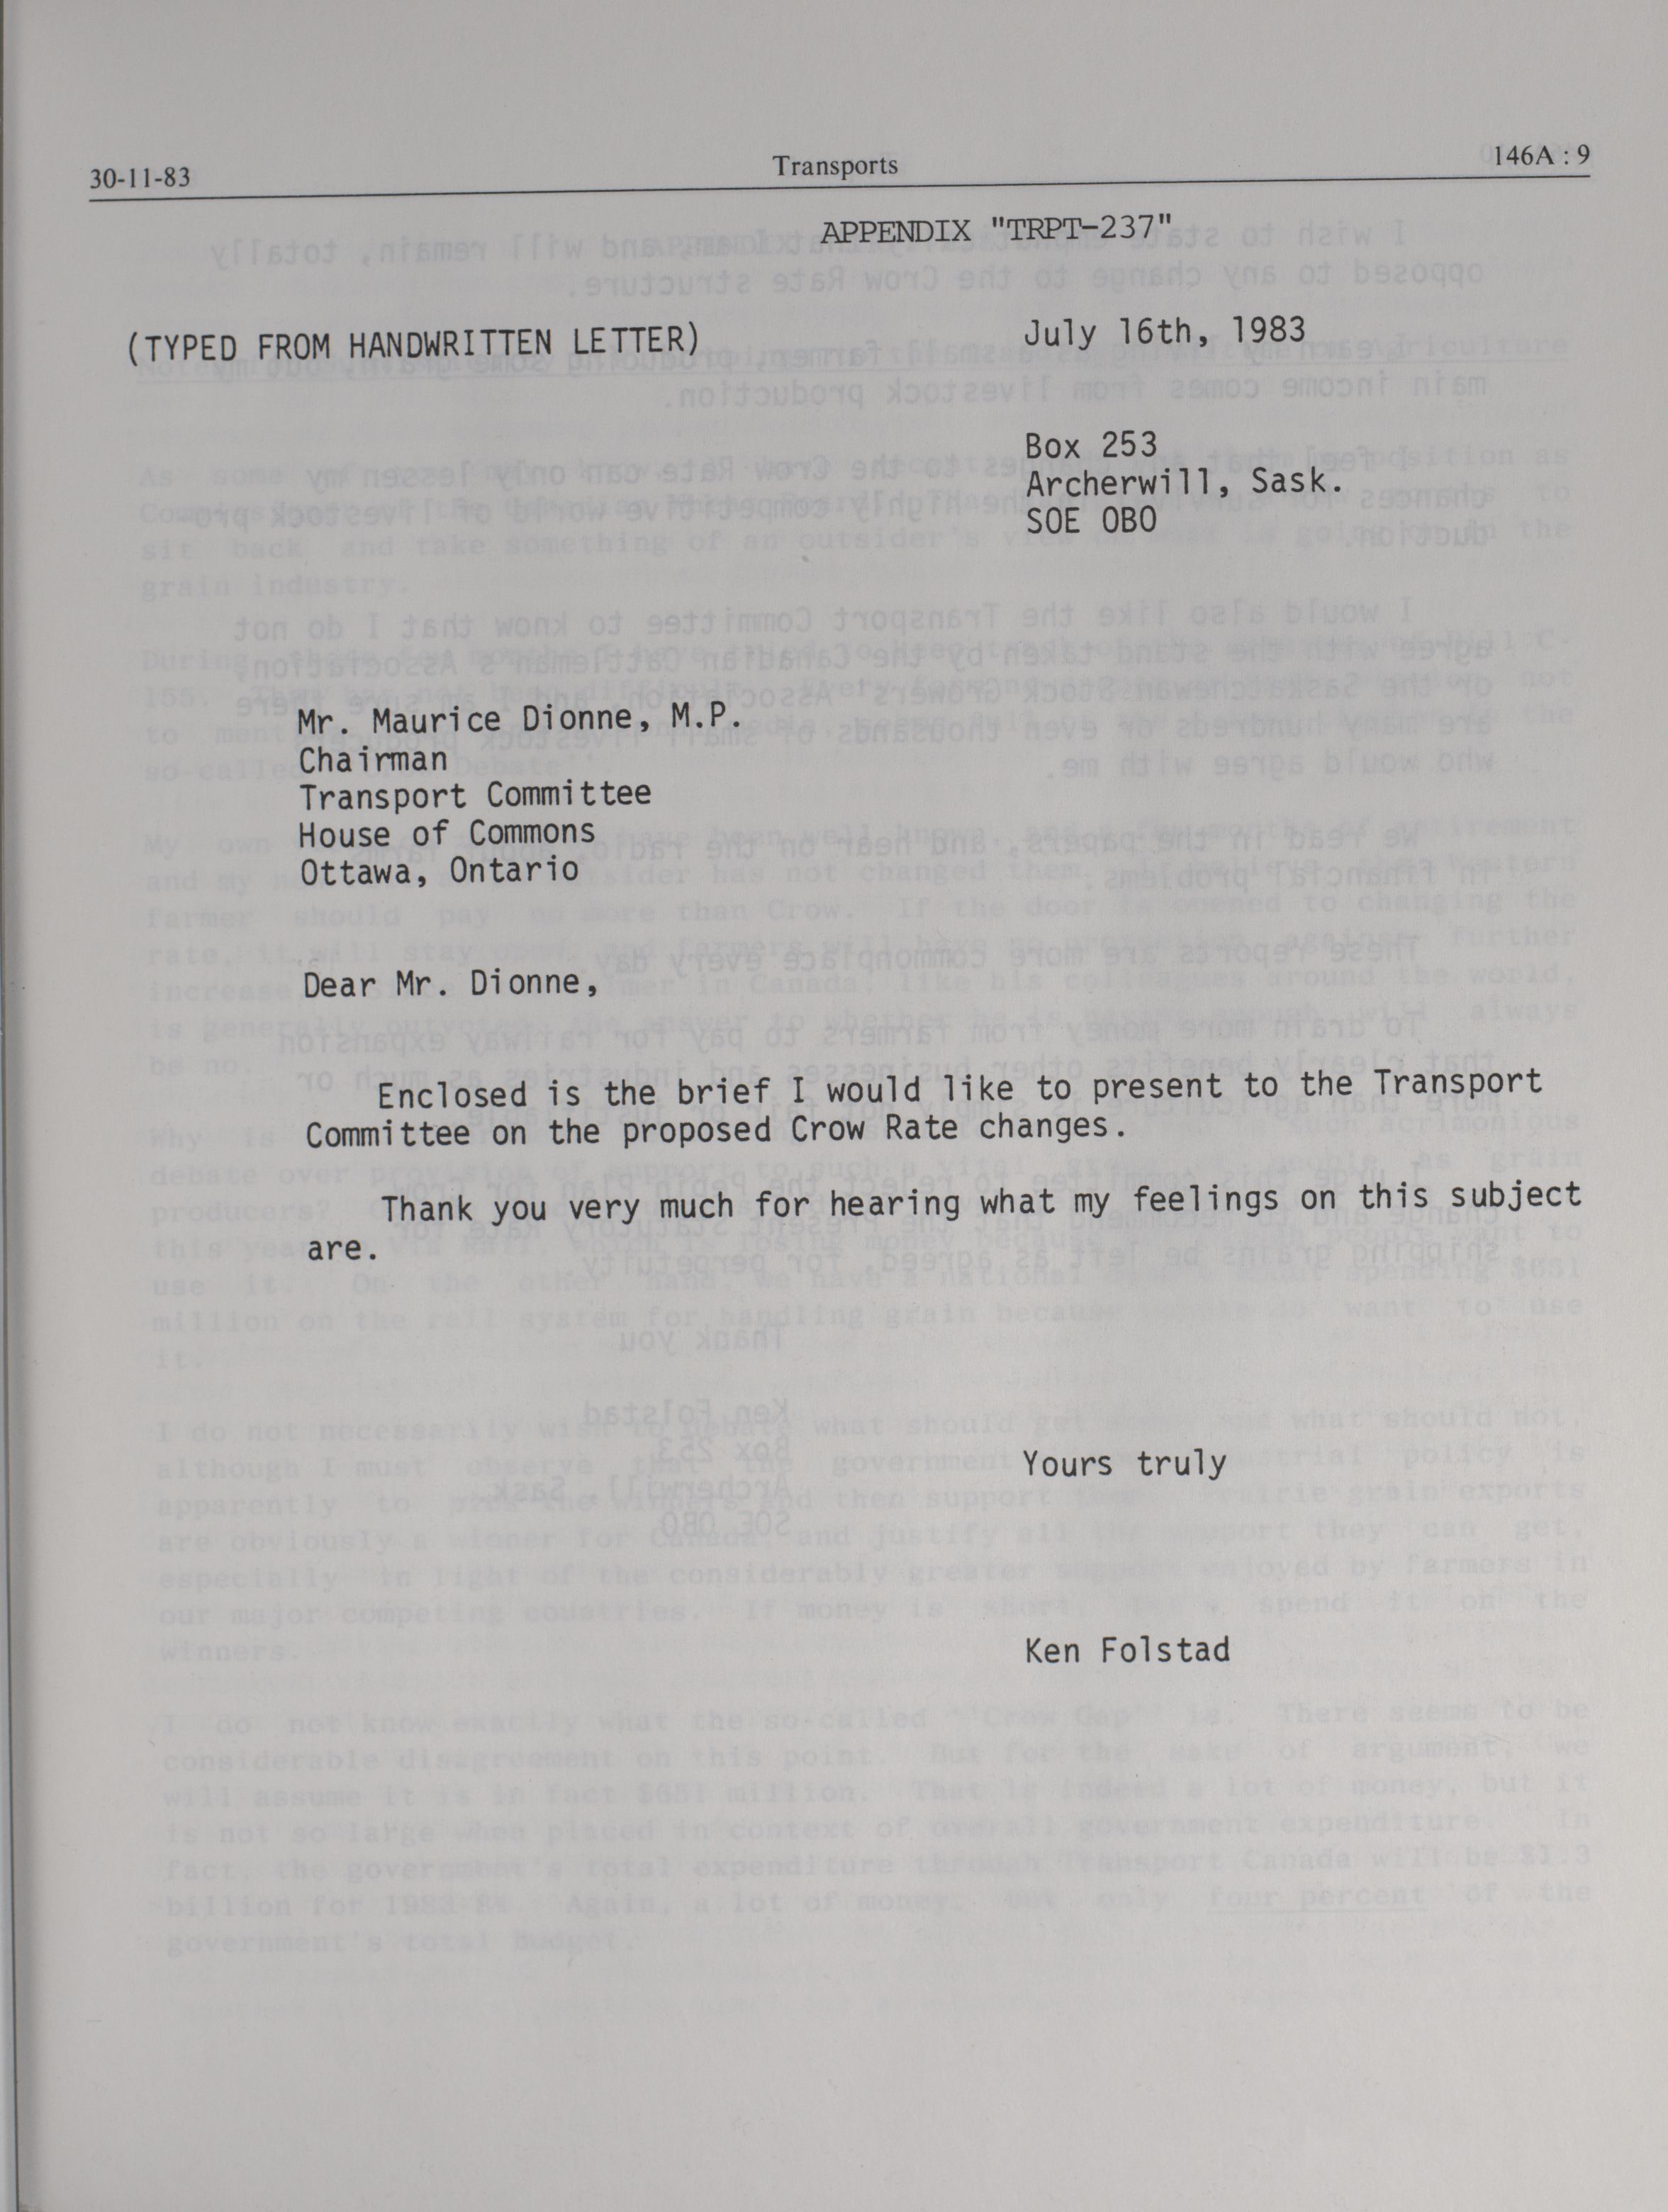 30-11-83 Transports 146A : 9
APPENDIX "TRPT-237"
(TYPED FROM HANDWRITTEN LETTER) July 16th, 1983
Box 253
Archerwill, Sask.
SOE OBO
Mr. Maurice Dionne, M.P.
Chairman
Transport Committee
House of Commons
Ottawa, Ontario
Dear Mr. Dionne,
Enclosed is the brief I would like to present to the Transport
Committee on the proposed Crow Rate changes.
Thank you very much for hearing what my feelings on this subject
are.
Yours truly
Ken Folstad